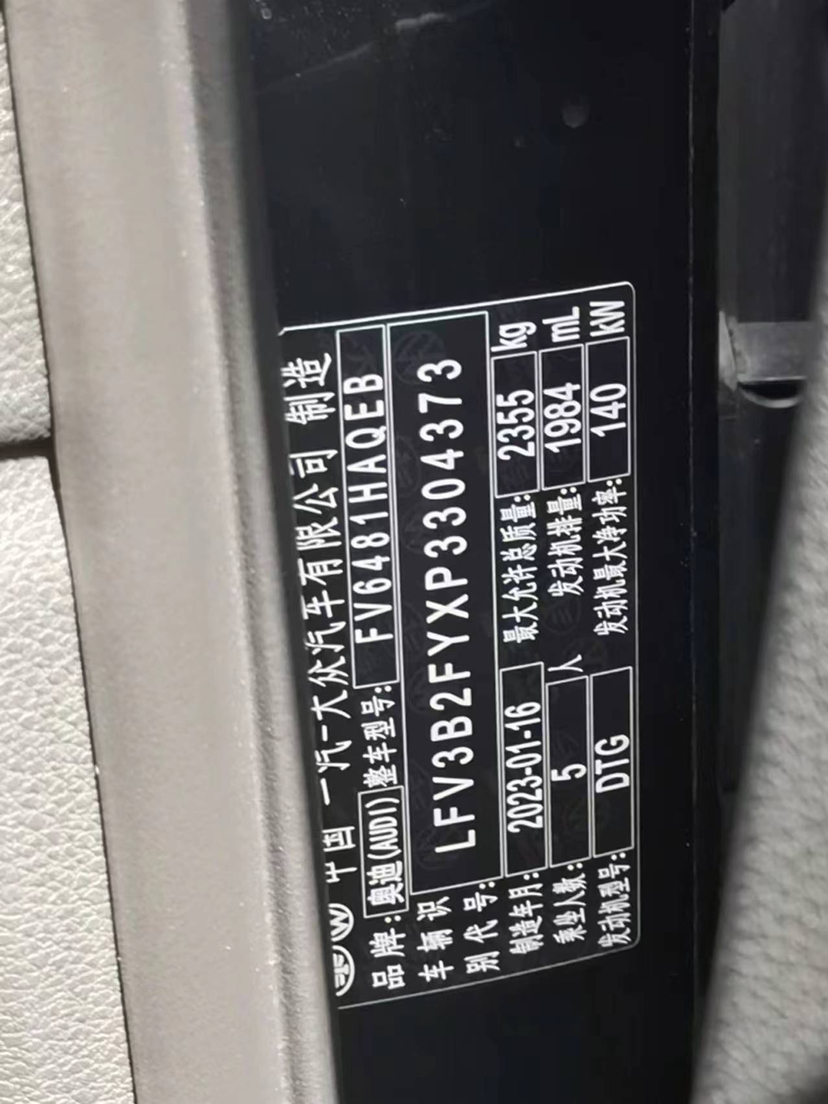 中国 一汽-大众汽车有限公司 制造
品牌: 奥迪(AUDI) 整车型号: FV6481HAQEB
车辆识别代号: LFV3B2FYXP3304373
制造年月: 2023-01-16 最大允许总质量: 2355 kg
乘坐人数: 5 人 发动机排量: 1984 mL
发动机型号: DTG 发动机最大净功率: 140 kW